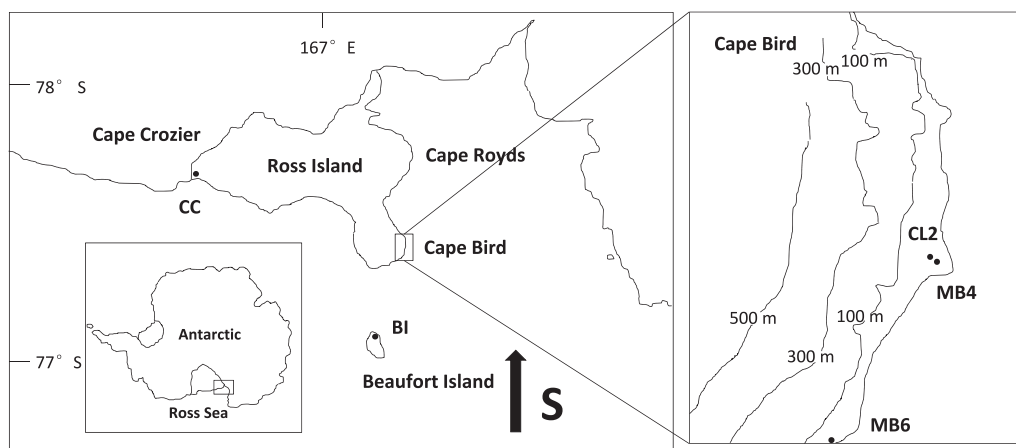 167° E
78° S
Cape Crozier
Ross Island
Cape Royds
CC
Cape Bird
BI
77° S
Beaufort Island
S
Antarctic
Ross Sea
Cape Bird
100 m
300 m
CL2
MB4
500 m
100 m
300 m
MB6